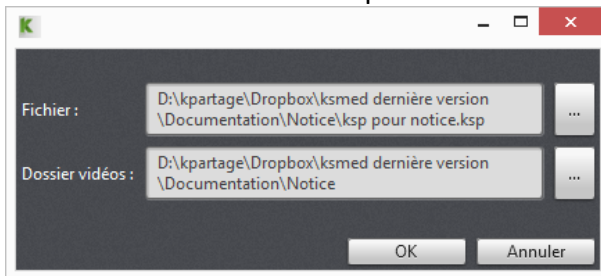 K
Fichier :
D:\kpartage\Dropbox\ksmed dernière version
\Documentation\Notice\ksp pour notice.ksp
...
Dossier vidéos :
D:\kpartage\Dropbox\ksmed dernière version
\Documentation\Notice
...
OK
Annuler